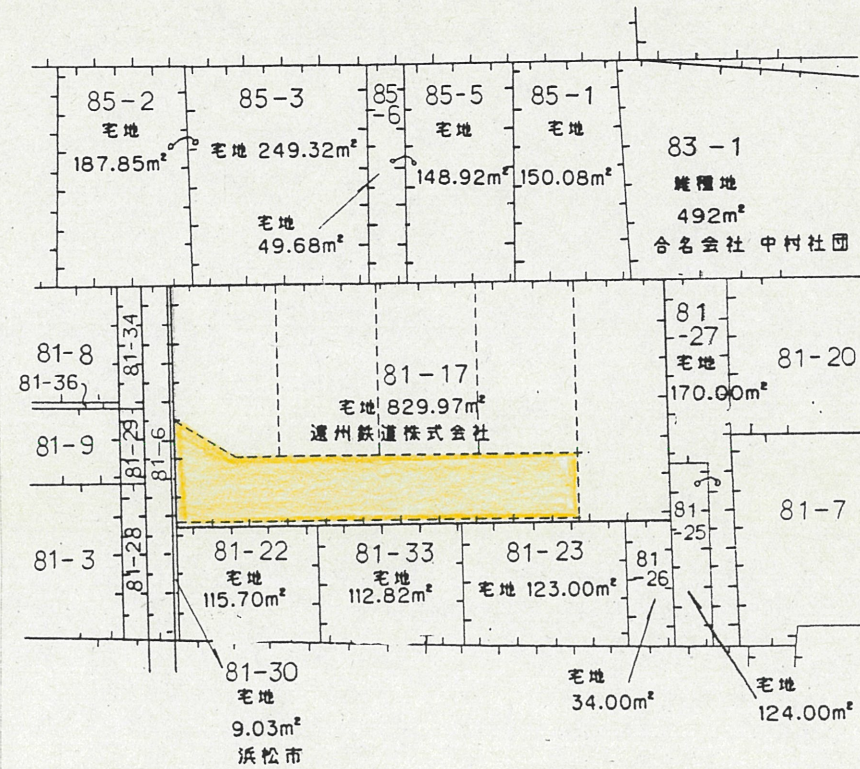 85-2
宅地
187.85m²
85-3
宅地 249.32m²
85
-6
宅地
49.68m²
85-5
148.92m²
85-1
宅地
150.08m²
83-1
雑種地
492m²
合名会社 中村社団
81-8
81-36
81-9
81-3
81-34
81-29
81-28
81-6
81-17
宅地 829.97m²
遠州鉄道株式会社
81
-27
宅地
170.00m²
81-20
81-7
81
-25
81
-26
81-22
宅地
115.70m²
81-33
宅地
112.82m²
81-23
宅地 123.00m²
81-30
宅地
9.03m²
浜松市
宅地
34.00m²
宅地
124.00m²